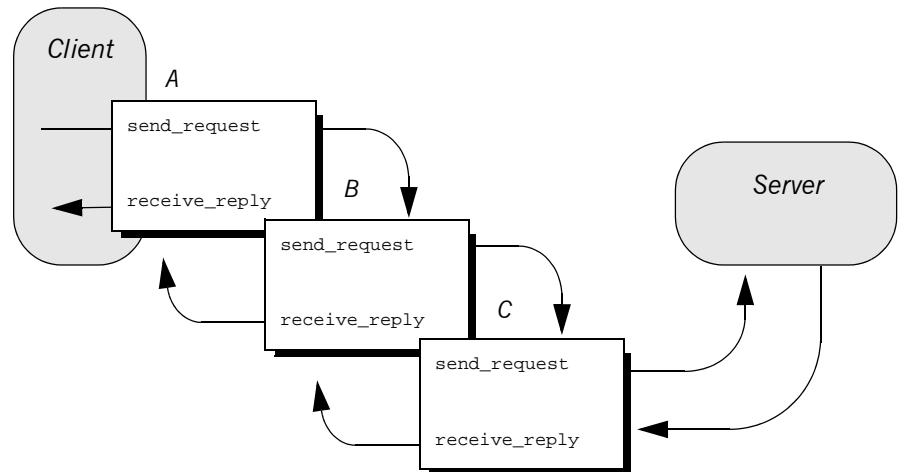 Client
A
send_request
receive_reply
B
send_request
receive_reply
C
send_request
receive_reply
Server